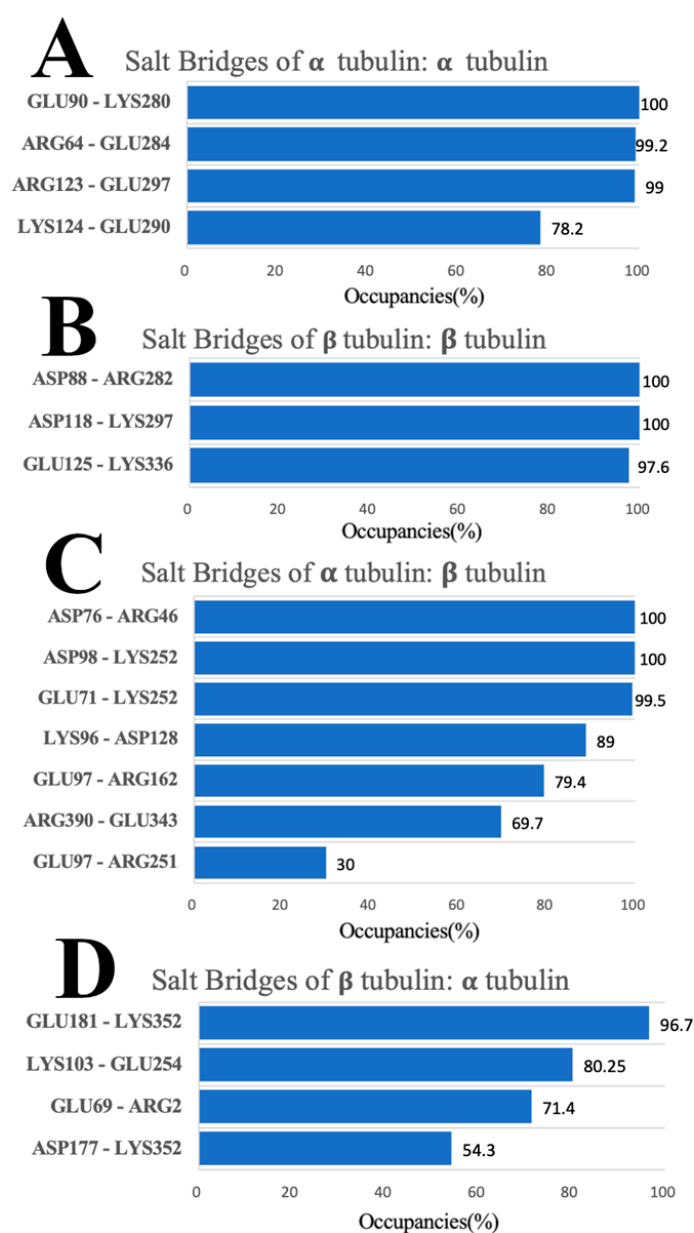 A
Salt Bridges of α tubulin: α tubulin
GLU90 - LYS280 100
ARG64 - GLU284 99.2
ARG123 - GLU297 99
LYS124 - GLU290 78.2
0 20 40 60 80 100
Occupancies(%)
B
Salt Bridges of β tubulin: β tubulin
ASP88 - ARG282 100
ASP118 - LYS297 100
GLU125 - LYS336 97.6
0 20 40 60 80 100
Occupancies(%)
C
Salt Bridges of α tubulin: β tubulin
ASP76 - ARG46 100
ASP98 - LYS252 100
GLU71 - LYS252 99.5
LYS96 - ASP128 89
GLU97 - ARG162 79.4
ARG390 - GLU343 69.7
GLU97 - ARG251 30
0 20 40 60 80 100
Occupancies(%)
D
Salt Bridges of β tubulin: α tubulin
GLU181 - LYS352 96.7
LYS103 - GLU254 80.25
GLU69 - ARG2 71.4
ASP177 - LYS352 54.3
0 20 40 60 80 100
Occupancies(%)